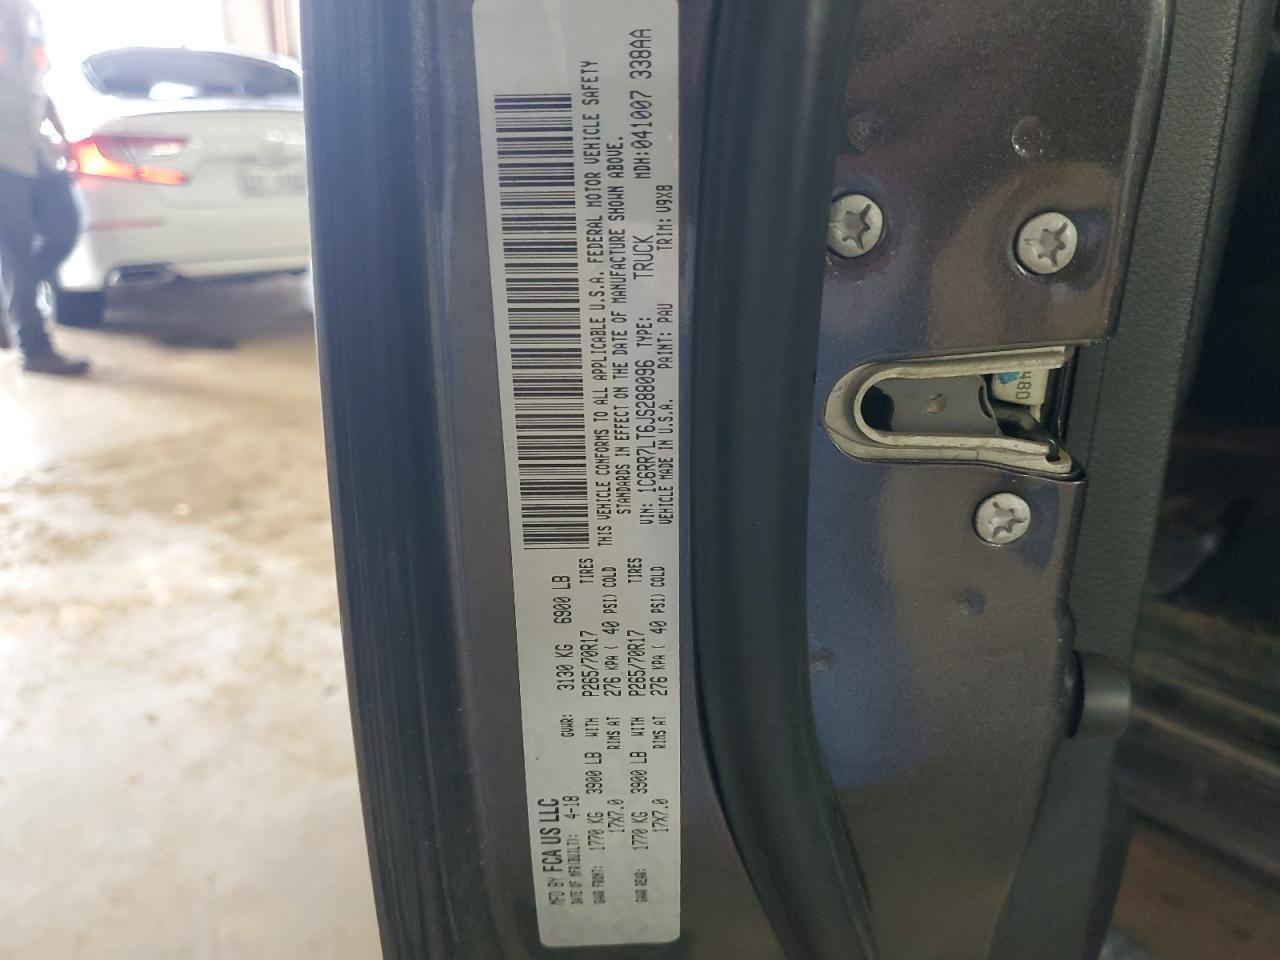 MFD BY FCA US LLC
DATE OF MFR(BUILT): 4-18 GVWR: 3130 KG 6900 LB
GAWR FRONT: 1770 KG 3900 LB WITH P265/70R17 TIRES
17X7.0 RIMS AT 276 KPA ( 40 PSI) COLD
GAWR REAR: 1770 KG 3900 LB WITH P265/70R17 TIRES
17X7.0 RIMS AT 276 KPA ( 40 PSI) COLD
THIS VEHICLE CONFORMS TO ALL APPLICABLE U.S.A. FEDERAL MOTOR VEHICLE SAFETY
STANDARDS IN EFFECT ON THE DATE OF MANUFACTURE SHOWN ABOVE.
VIN: 1C6RR7LT6JS288096 TYPE: TRUCK MDH:041007 338AA
VEHICLE MADE IN U.S.A. PAINT: PAU TRIM: V9X8
480